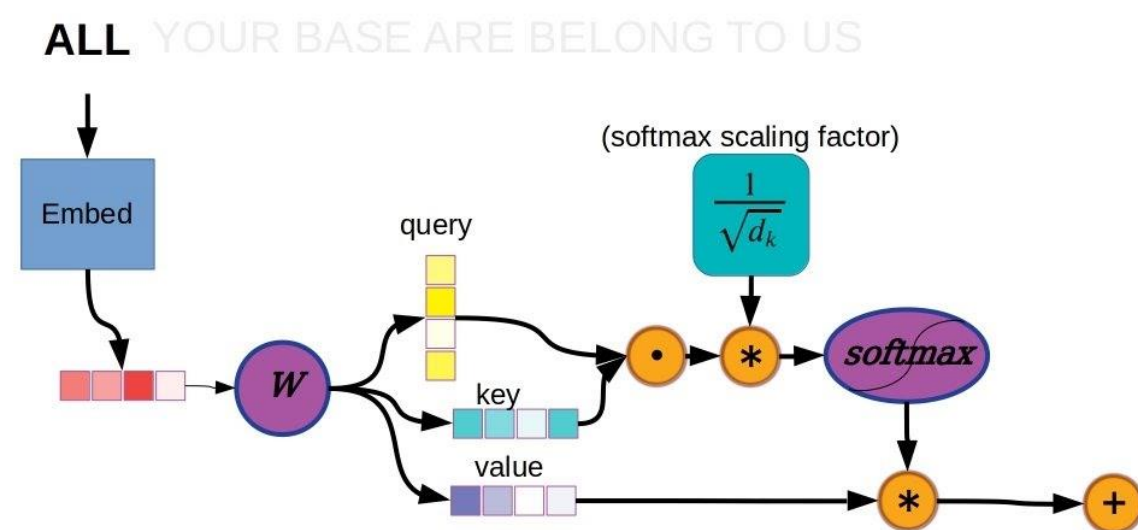 ALL YOUR BASE ARE BELONG TO US
(softmax scaling factor)
1
√d_k
Embed
query
W
•
*
softmax
key
value
*
+